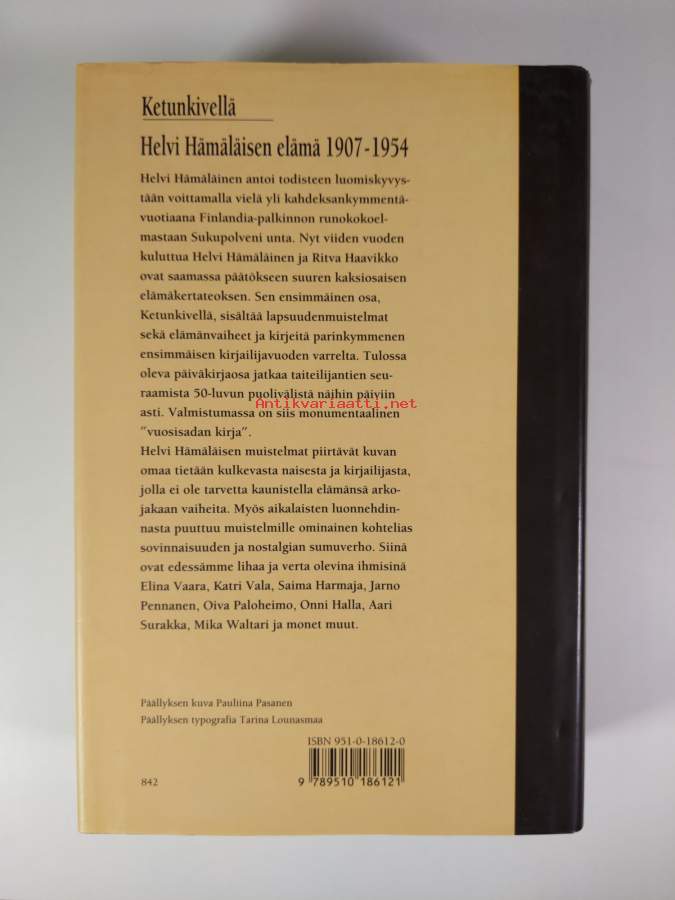 Ketunkivellä
Helvi Hämäläisen elämä 1907-1954
Helvi Hämäläinen antoi todisteen luomiskyvys-
tään voittamalla vielä yli kahdeksankymmentä-
vuotiaana Finlandia-palkinnon runokokoel-
mastaan Sukupolveni unta. Nyt viiden vuoden
kuluttua Helvi Hämäläinen ja Ritva Haavikko
ovat saamassa päätökseen suuren kaksiosaisen
elämäkertateoksen. Sen ensimmäinen osa,
Ketunkivellä, sisältää lapsuudenmuistelmat
sekä elämänvaiheet ja kirjeitä parinkymmenen
ensimmäisen kirjailijavuoden varrelta. Tulossa
oleva päiväkirjaosa jatkaa taiteilijantien seu-
raamista 50-luvun puolivälistä näihin päiviin
Antikvariaatti.net
asti. Valmistumassa on siis monumentaalinen
”vuosisadan kirja”.
Helvi Hämäläisen muistelmat piirtävät kuvan
omaa tietään kulkevasta naisesta ja kirjailijasta,
jolla ei ole tarvetta kaunistella elämänsä arko-
jakaan vaiheita. Myös aikalaisten luonnehdin-
nasta puuttuu muistelmille ominainen kohtelias
sovinnaisuuden ja nostalgian sumuverho. Siinä
ovat edessämme lihaa ja verta olevina ihmisinä
Elina Vaara, Katri Vala, Saima Harmaja, Jarno
Pennanen, Oiva Paloheimo, Onni Halla, Aari
Surakka, Mika Waltari ja monet muut.
Päällyksen kuva Pauliina Pasanen
Päällyksen typografia Tarina Lounasmaa
ISBN 951-0-18612-0
842
9 789510 186121